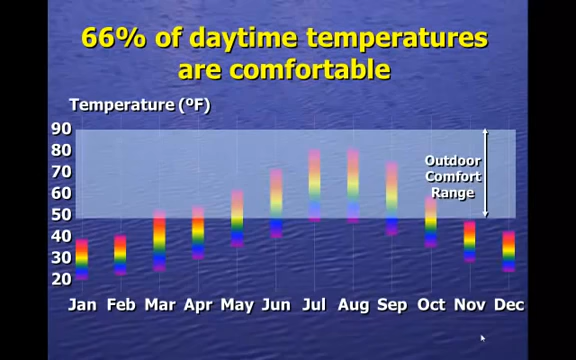 66% of daytime temperatures
are comfortable
Temperature (ºF)
90
80
70
60
50
40
30
20
Outdoor
Comfort
Range
Jan Feb Mar Apr May Jun Jul Aug Sep Oct Nov Dec